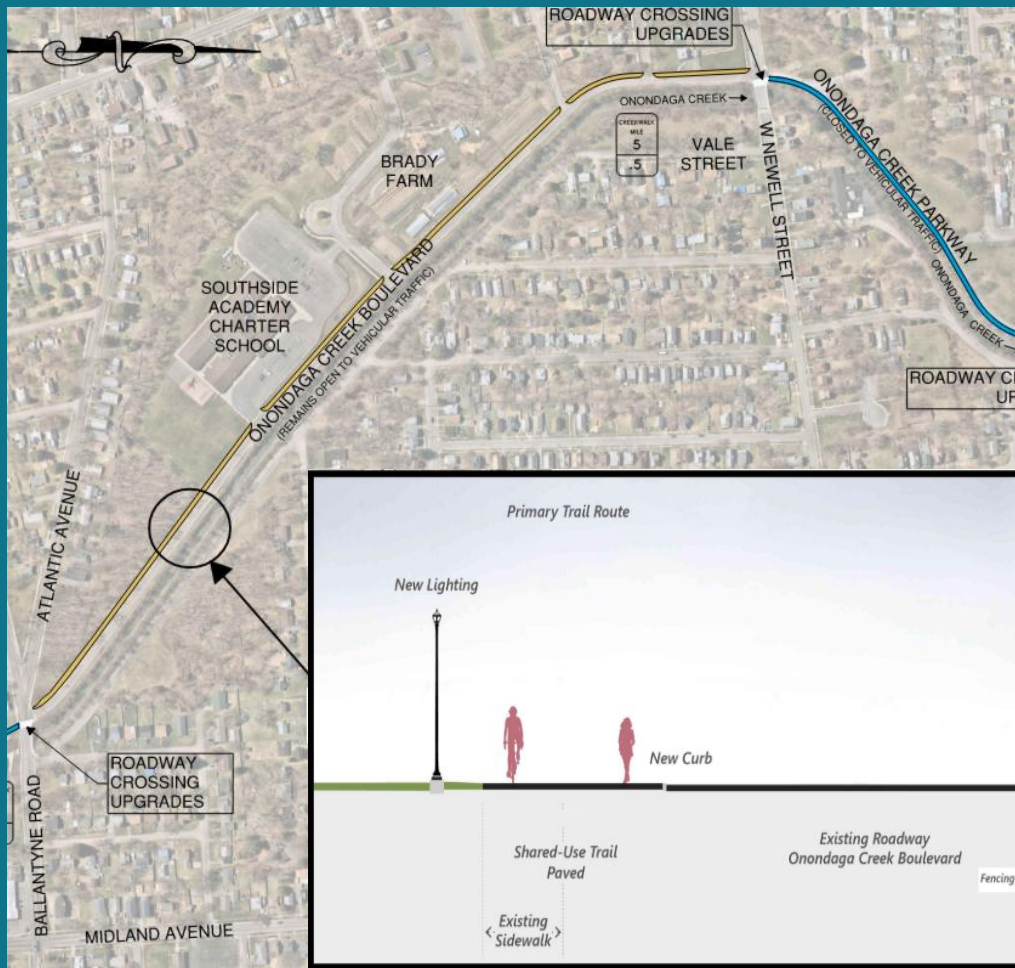 ROADWAY CROSSING
UPGRADES
N
ONONDAGA CREEK
CREEKWALK
MILE
5
.5
VALE
STREET
W NEWELL STREET
ONONDAGA CREEK PARKWAY
(CLOSED TO VEHICULAR TRAFFIC)
ONONDAGA CREEK
BRADY
FARM
SOUTHSIDE
ACADEMY
CHARTER
SCHOOL
ONONDAGA CREEK BOULEVARD
(REMAINS OPEN TO VEHICULAR TRAFFIC)
ATLANTIC AVENUE
ROADWAY
CROSSING
UPGRADES
BALLANTYNE ROAD
MIDLAND AVENUE
Primary Trail Route
New Lighting
New Curb
Shared-Use Trail
Paved
Existing
Sidewalk
Existing Roadway
Onondaga Creek Boulevard
Fencing